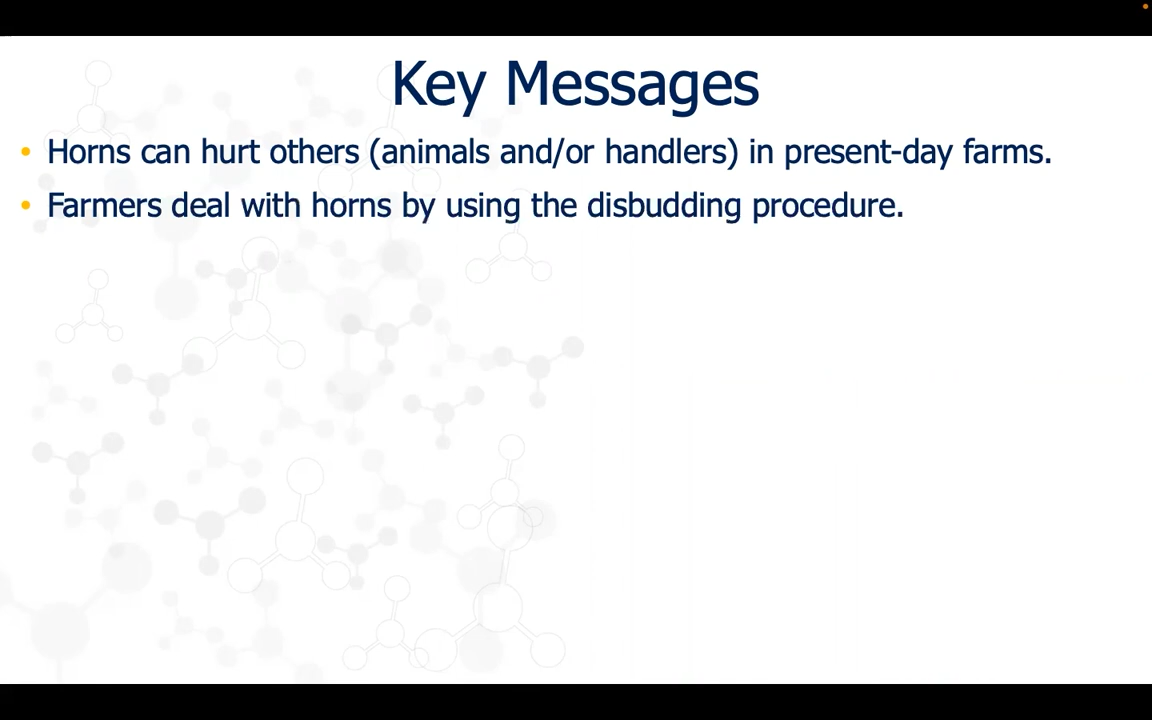 Key Messages
• Horns can hurt others (animals and/or handlers) in present-day farms.
• Farmers deal with horns by using the disbudding procedure.